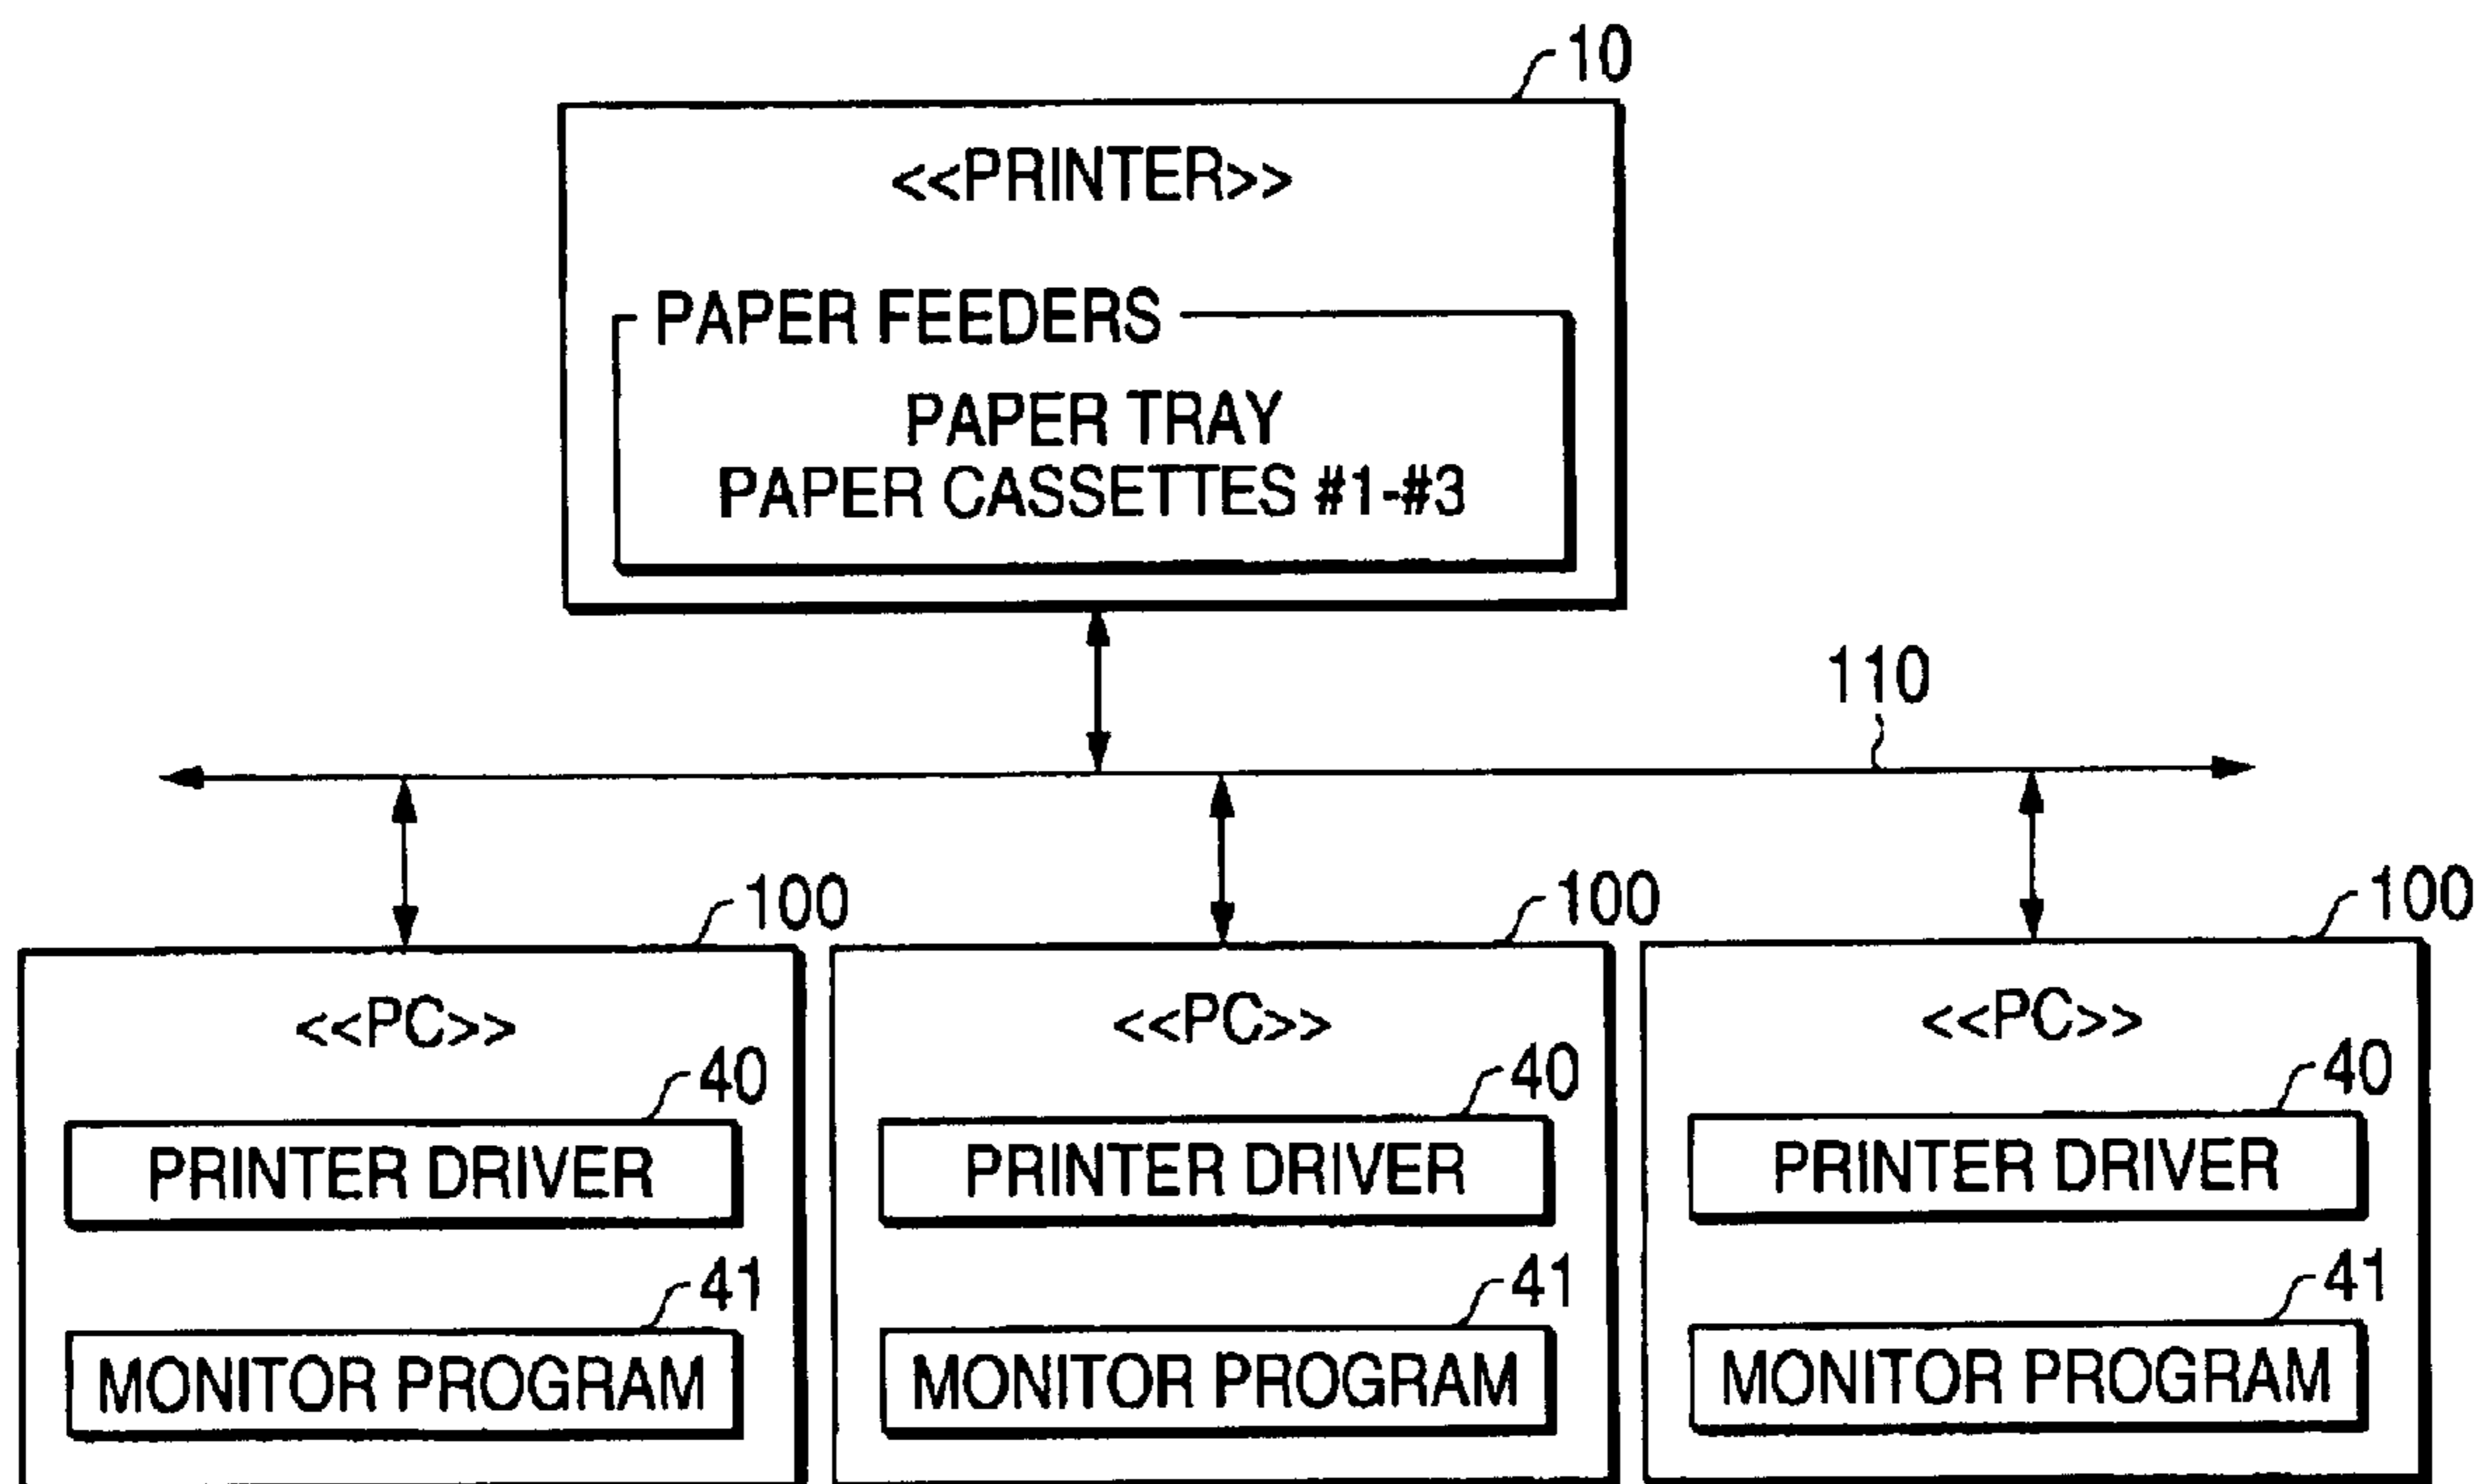 10
<<PRINTER>>
PAPER FEEDERS
PAPER TRAY
PAPER CASSETTES #1-#3
110
100
<<PC>>
40
PRINTER DRIVER
41
MONITOR PROGRAM
100
<<PC>>
40
PRINTER DRIVER
41
MONITOR PROGRAM
100
<<PC>>
40
PRINTER DRIVER
41
MONITOR PROGRAM